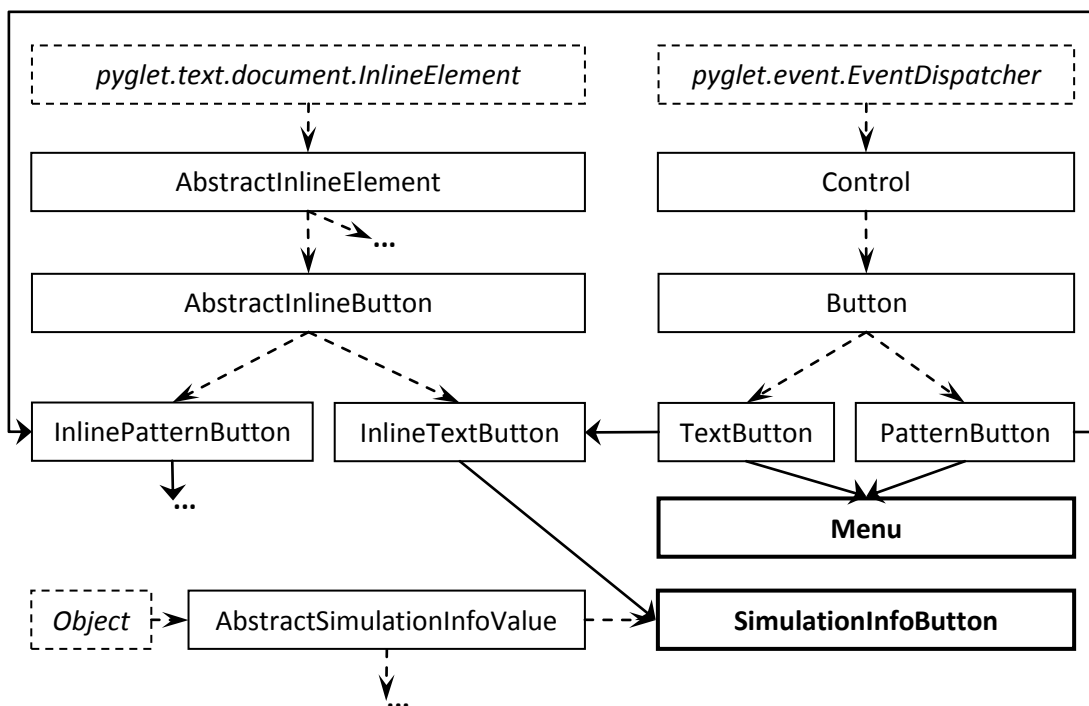 pyglet.text.document.InlineElement
pyglet.event.EventDispatcher
AbstractInlineElement
Control
...
AbstractInlineButton
Button
InlinePatternButton
InlineTextButton
TextButton
PatternButton
...
Menu
Object
AbstractSimulationInfoValue
SimulationInfoButton
...